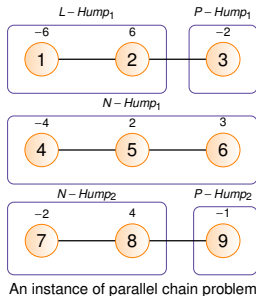 L – Hump₁ P – Hump₁
-6 6 -2
1 2 3
N – Hump₁
-4 2 3
4 5 6
N – Hump₂ P – Hump₂
-2 4 -1
7 8 9
An instance of parallel chain problem